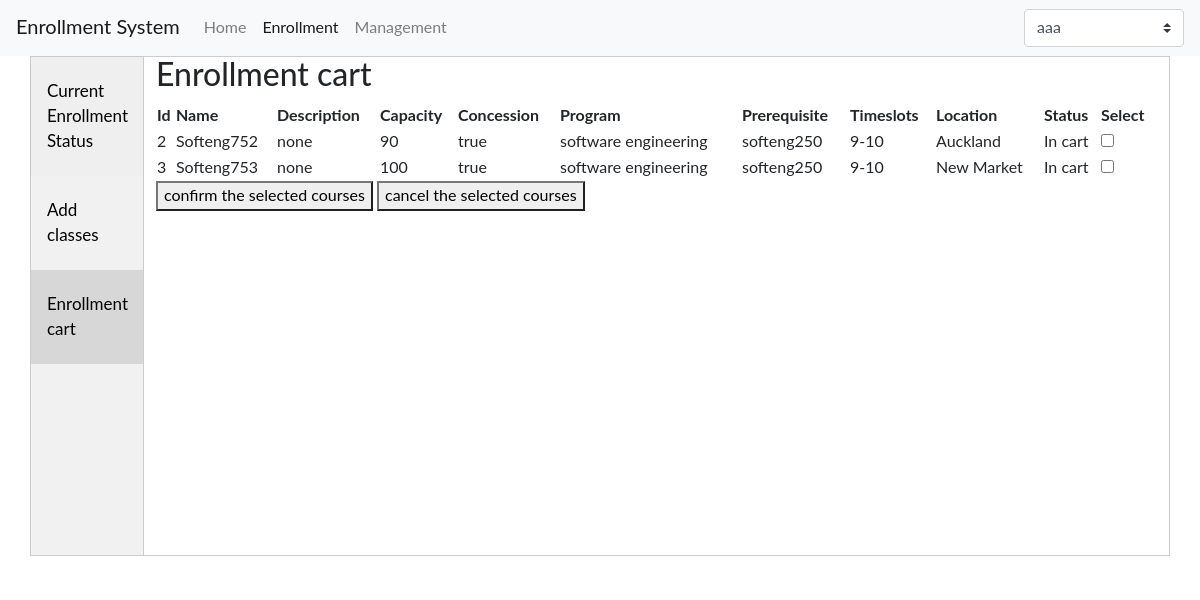 Enrollment System Home Enrollment Management aaa
Current
Enrollment
Status
Add
classes
Enrollment
cart
Enrollment cart
Id Name Description Capacity Concession Program Prerequisite Timeslots Location Status Select
2 Softeng752 none 90 true software engineering softeng250 9-10 Auckland In cart
3 Softeng753 none 100 true software engineering softeng250 9-10 New Market In cart
confirm the selected courses cancel the selected courses